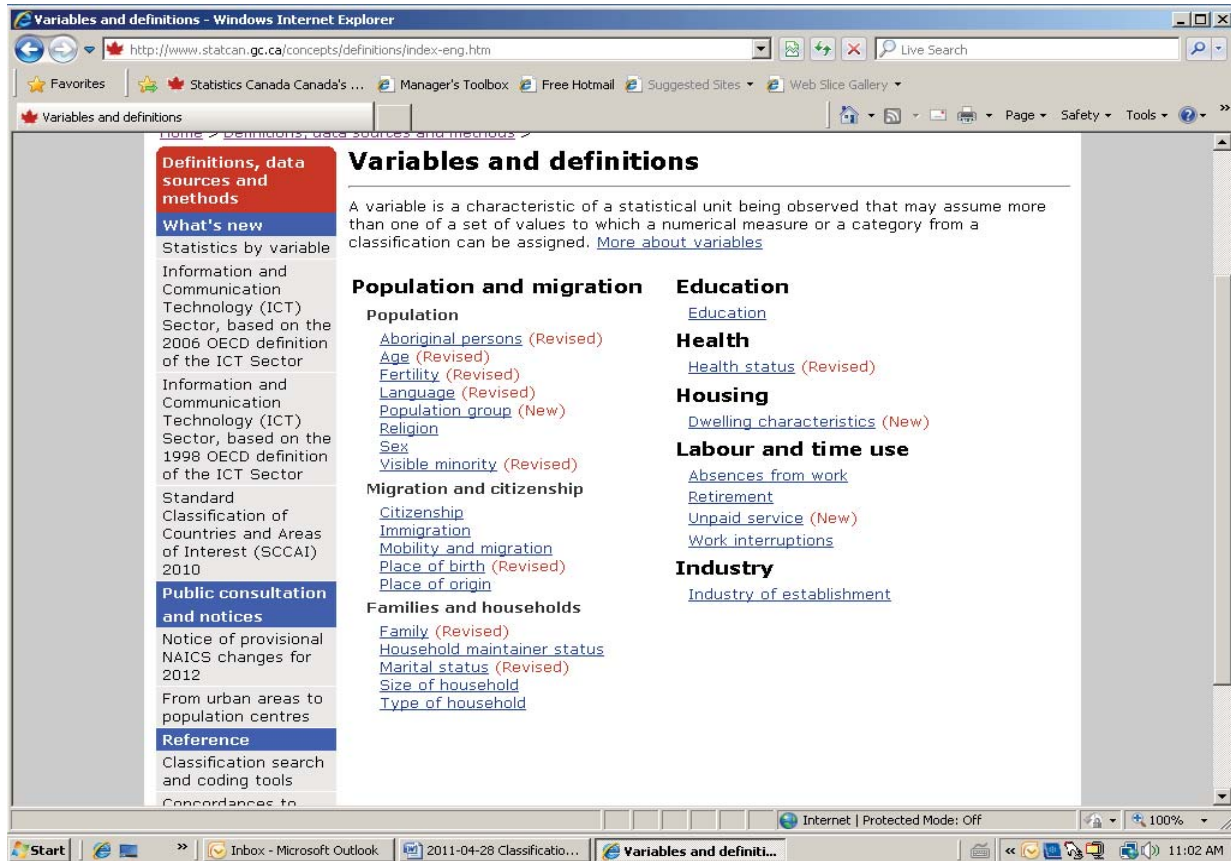 Variables and definitions - Windows Internet Explorer
http://www.statcan.gc.ca/concepts/definitions/index-eng.htm
Live Search
Favorites
Statistics Canada Canada's ...
Manager's Toolbox
Free Hotmail
Suggested Sites
Web Slice Gallery
Variables and definitions
Page
Safety
Tools
Home > Definitions, data sources and methods >
Definitions, data
sources and
methods
What's new
Statistics by variable
Information and
Communication
Technology (ICT)
Sector, based on the
2006 OECD definition
of the ICT Sector
Information and
Communication
Technology (ICT)
Sector, based on the
1998 OECD definition
of the ICT Sector
Standard
Classification of
Countries and Areas
of Interest (SCCAI)
2010
Public consultation
and notices
Notice of provisional
NAICS changes for
2012
From urban areas to
population centres
Reference
Classification search
and coding tools
Concordances to
Variables and definitions
A variable is a characteristic of a statistical unit being observed that may assume more
than one of a set of values to which a numerical measure or a category from a
classification can be assigned. More about variables
Population and migration
Population
Aboriginal persons (Revised)
Age (Revised)
Fertility (Revised)
Language (Revised)
Population group (New)
Religion
Sex
Visible minority (Revised)
Migration and citizenship
Citizenship
Immigration
Mobility and migration
Place of birth (Revised)
Place of origin
Families and households
Family (Revised)
Household maintainer status
Marital status (Revised)
Size of household
Type of household
Education
Education
Health
Health status (Revised)
Housing
Dwelling characteristics (New)
Labour and time use
Absences from work
Retirement
Unpaid service (New)
Work interruptions
Industry
Industry of establishment
Internet | Protected Mode: Off
100%
Start
Inbox - Microsoft Outlook
2011-04-28 Classificatio...
Variables and definiti...
11:02 AM